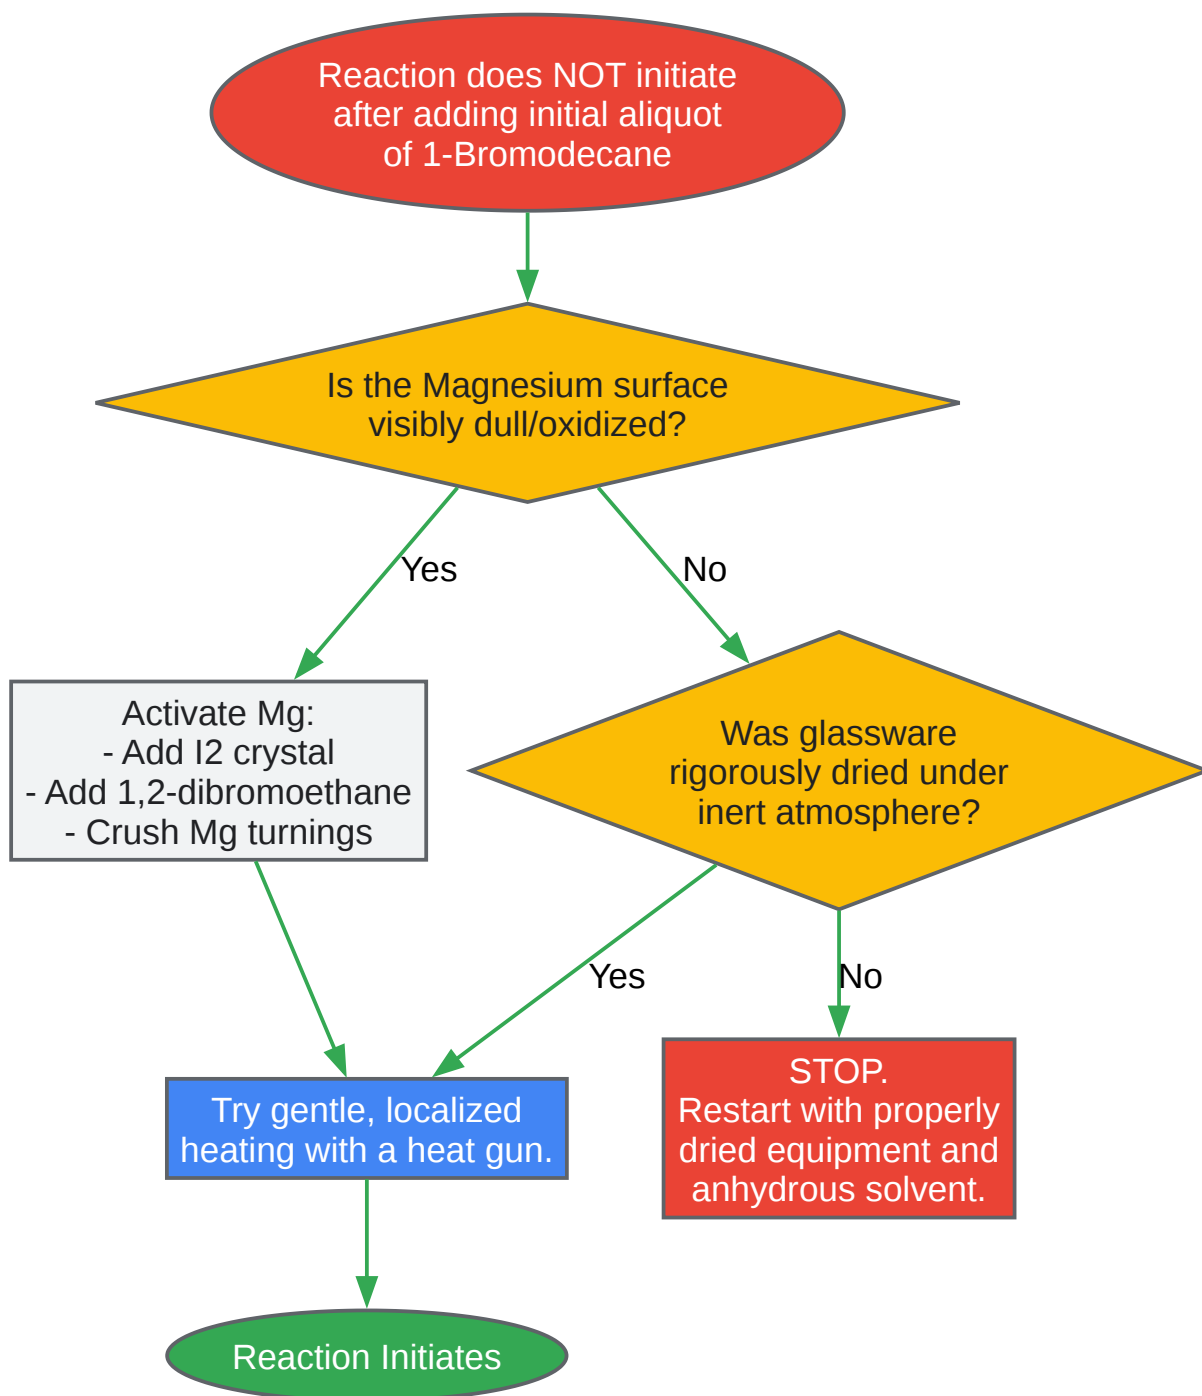 Reaction does NOT initiate
after adding initial aliquot
of 1-Bromodecane
Is the Magnesium surface
visibly dull/oxidized?
Yes
No
Activate Mg:
- Add I2 crystal
- Add 1,2-dibromoethane
- Crush Mg turnings
Was glassware
rigorously dried under
inert atmosphere?
Yes
No
Try gentle, localized
heating with a heat gun.
STOP.
Restart with properly
dried equipment and
anhydrous solvent.
Reaction Initiates